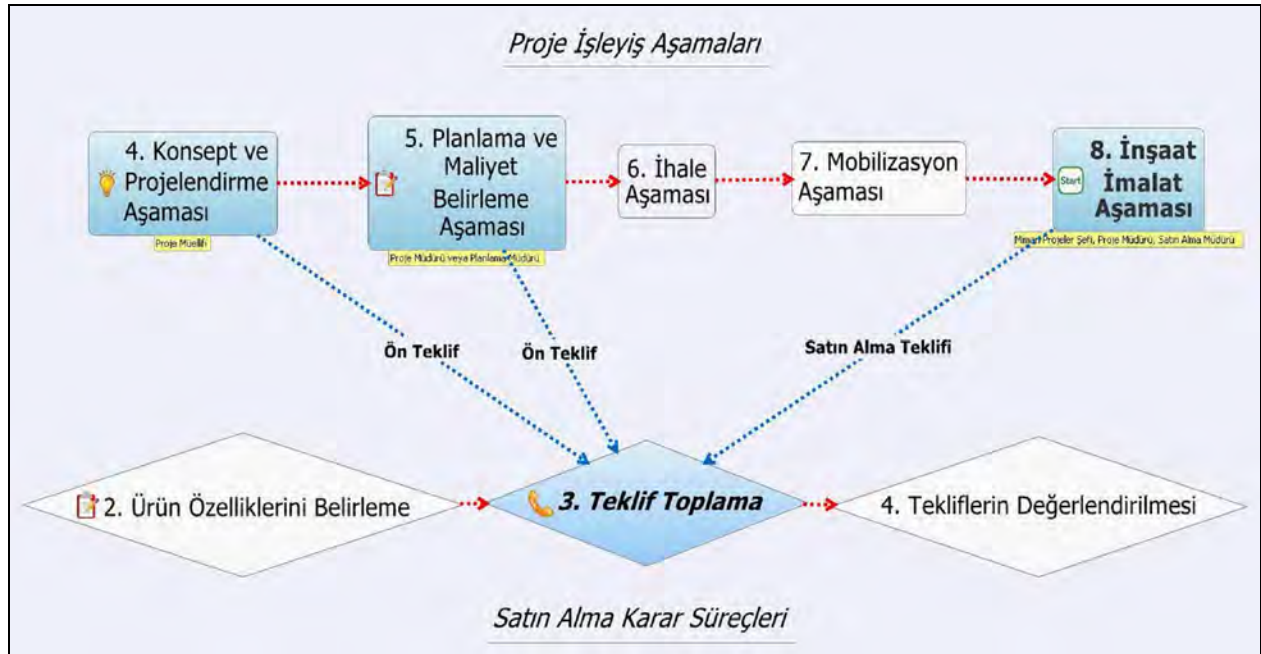 Proje İşleyiş Aşamaları
4. Konsept ve
Projelendirme
Aşaması
Proje Müellifi
5. Planlama ve
Maliyet
Belirleme
Aşaması
Proje Müdürü veya Planlama Müdürü
6. İhale
Aşaması
7. Mobilizasyon
Aşaması
8. İnşaat
Start
İmalat
Aşaması
Mimari Projeler Şefi, Proje Müdürü, Satın Alma Müdürü
Ön Teklif
Ön Teklif
Satın Alma Teklifi
2. Ürün Özelliklerini Belirleme
3. Teklif Toplama
4. Tekliflerin Değerlendirilmesi
Satın Alma Karar Süreçleri